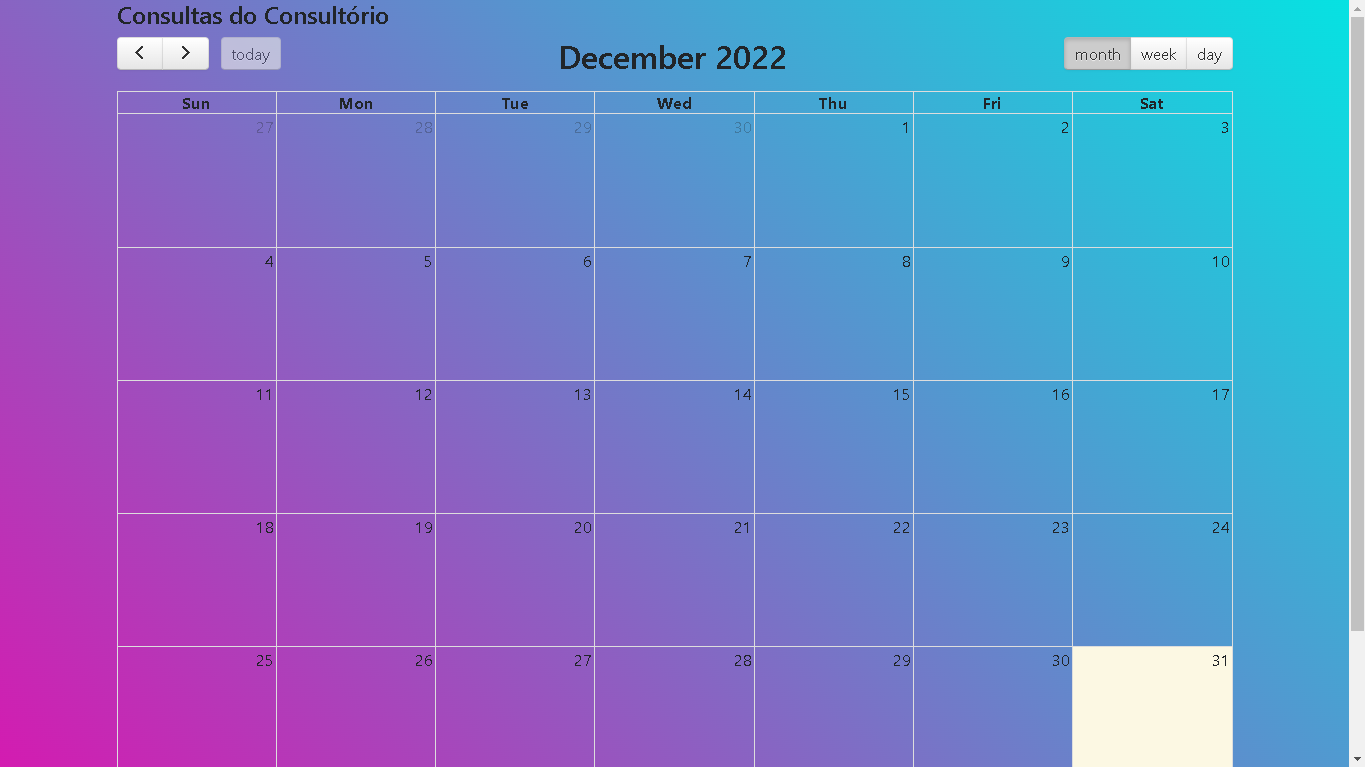 Consultas do Consultório
today December 2022 month week day
Sun Mon Tue Wed Thu Fri Sat
27 28 29 30 1 2 3
4 5 6 7 8 9 10
11 12 13 14 15 16 17
18 19 20 21 22 23 24
25 26 27 28 29 30 31